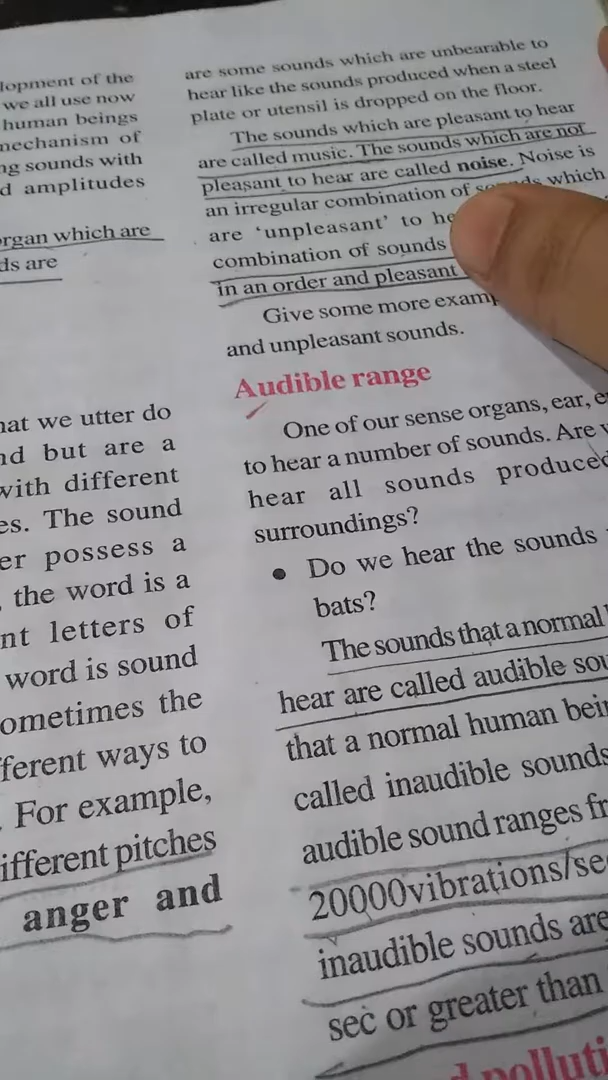 lopment of the
we all use now
human beings
mechanism of
ng sounds with
d amplitudes
organ which are
ds are
hat we utter do
nd but are a
with different
es. The sound
er possess a
, the word is a
nt letters of
word is sound
ometimes the
ferent ways to
. For example,
ifferent pitches
anger and
are some sounds which are unbearable to
hear like the sounds produced when a steel
plate or utensil is dropped on the floor.
The sounds which are pleasant to hear
are called music. The sounds which are not
pleasant to hear are called noise. Noise is
an irregular combination of sounds which
are ‘unpleasant’ to he
combination of sounds
in an order and pleasant
Give some more examp
and unpleasant sounds.
Audible range
One of our sense organs, ear, e
to hear a number of sounds. Are
hear all sounds produced
surroundings?
• Do we hear the sounds
bats?
The sounds that a normal
hear are called audible sou
that a normal human bein
called inaudible sounds
audible sound ranges fr
20000vibrations/se
inaudible sounds are
sec or greater than
d polluti